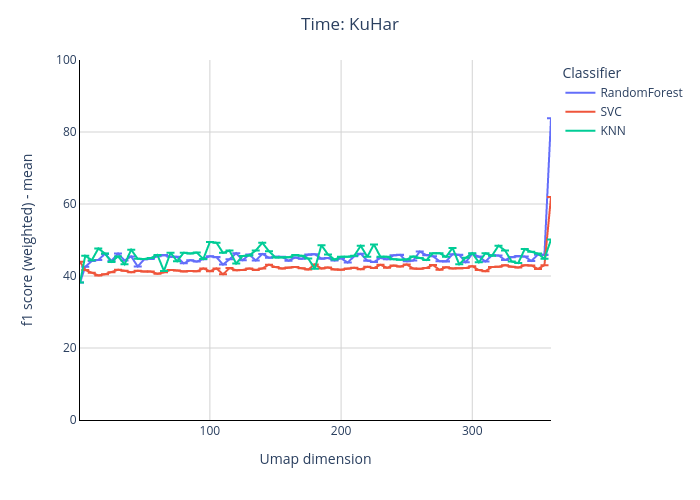 Time: KuHar
f1 score (weighted) - mean
100
80
60
40
20
0
100
200
300
Umap dimension
Classifier
RandomForest
SVC
KNN